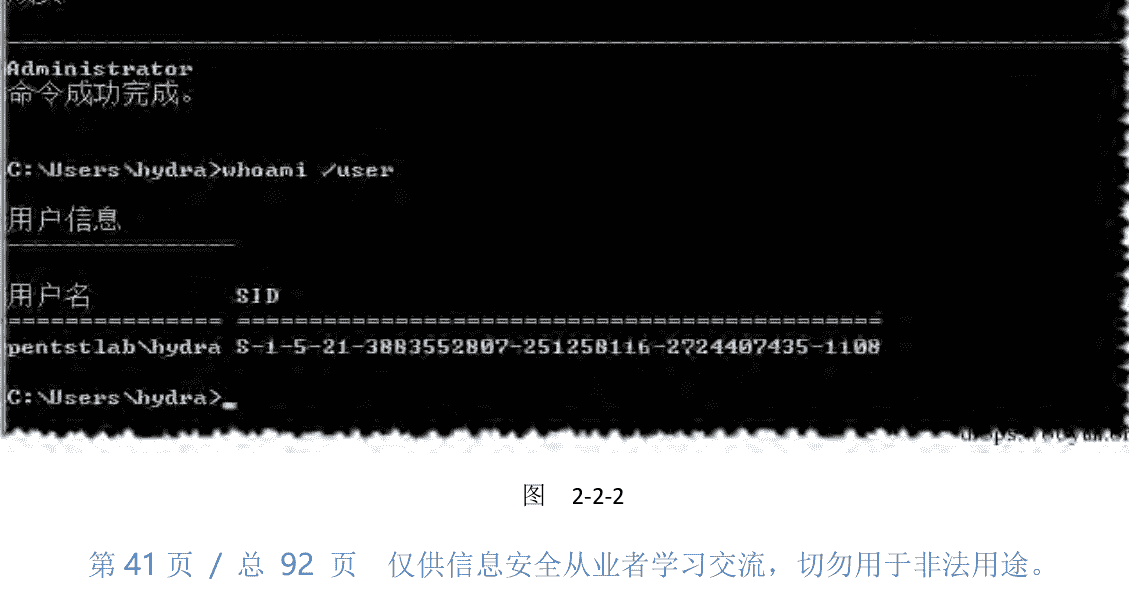 Administrator
命令成功完成。
C:\Users\hydra>whoami /user
用户信息
----------------
用户名 SID
=============== =============================================
pentstlab\hydra S-1-5-21-3883552807-251258116-2724407435-1108
C:\Users\hydra>_
图 2-2-2
第 41 页 / 总 92 页 仅供信息安全从业者学习交流，切勿用于非法用途。